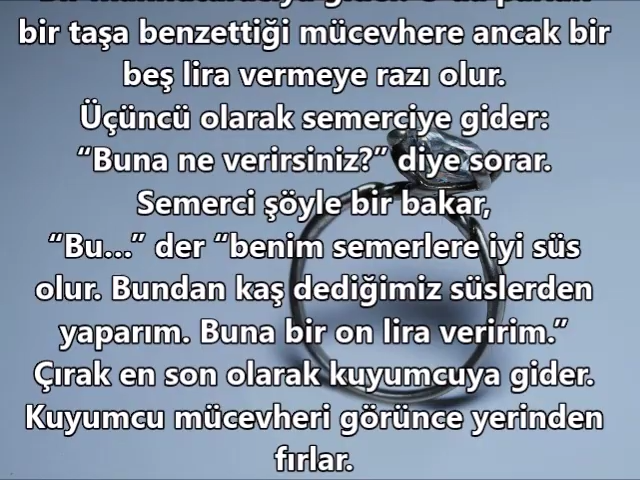 bir taşa benzettiği mücevhere ancak bir
beş lira vermeye razı olur.
Üçüncü olarak semerciye gider:
“Buna ne verirsiniz?” diye sorar.
Semerci şöyle bir bakar,
“Bu...” der “benim semerlere iyi süs
olur. Bundan kaş dediğimiz süslerden
yaparım. Buna bir on lira veririm.”
Çırak en son olarak kuyumcuya gider.
Kuyumcu mücevheri görünce yerinden
fırlar.